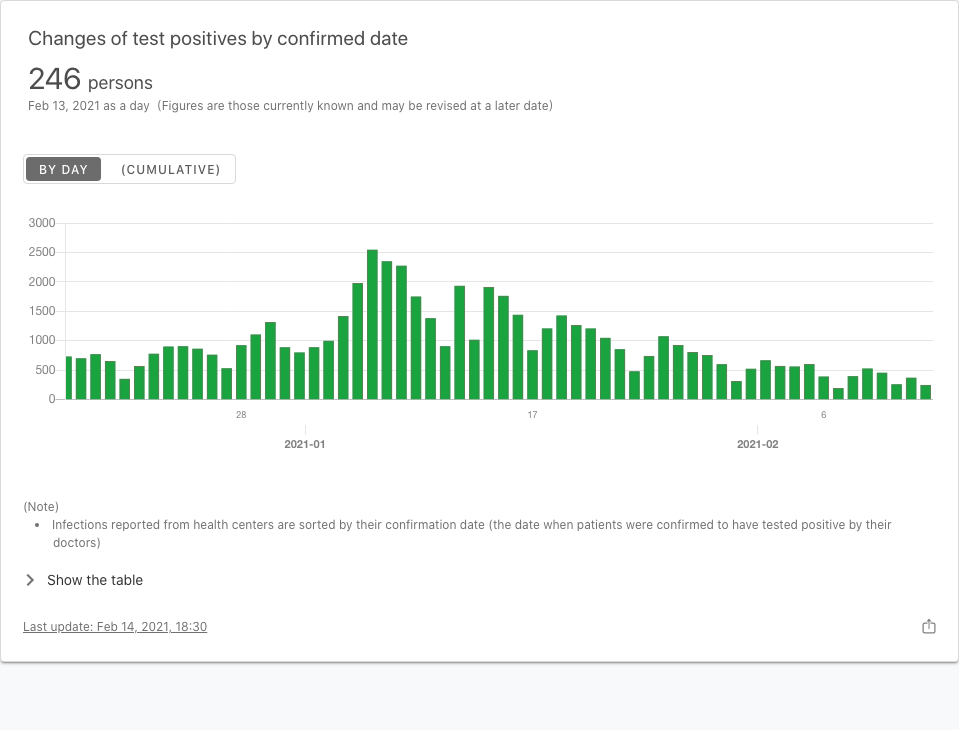 Changes of test positives by confirmed date
246 persons
Feb 13, 2021 as a day (Figures are those currently known and may be revised at a later date)
BY DAY (CUMULATIVE)
3000
2500
2000
1500
1000
500
0
28 17 6
2021-01 2021-02
(Note)
• Infections reported from health centers are sorted by their confirmation date (the date when patients were confirmed to have tested positive by their
doctors)
Show the table
Last update: Feb 14, 2021, 18:30